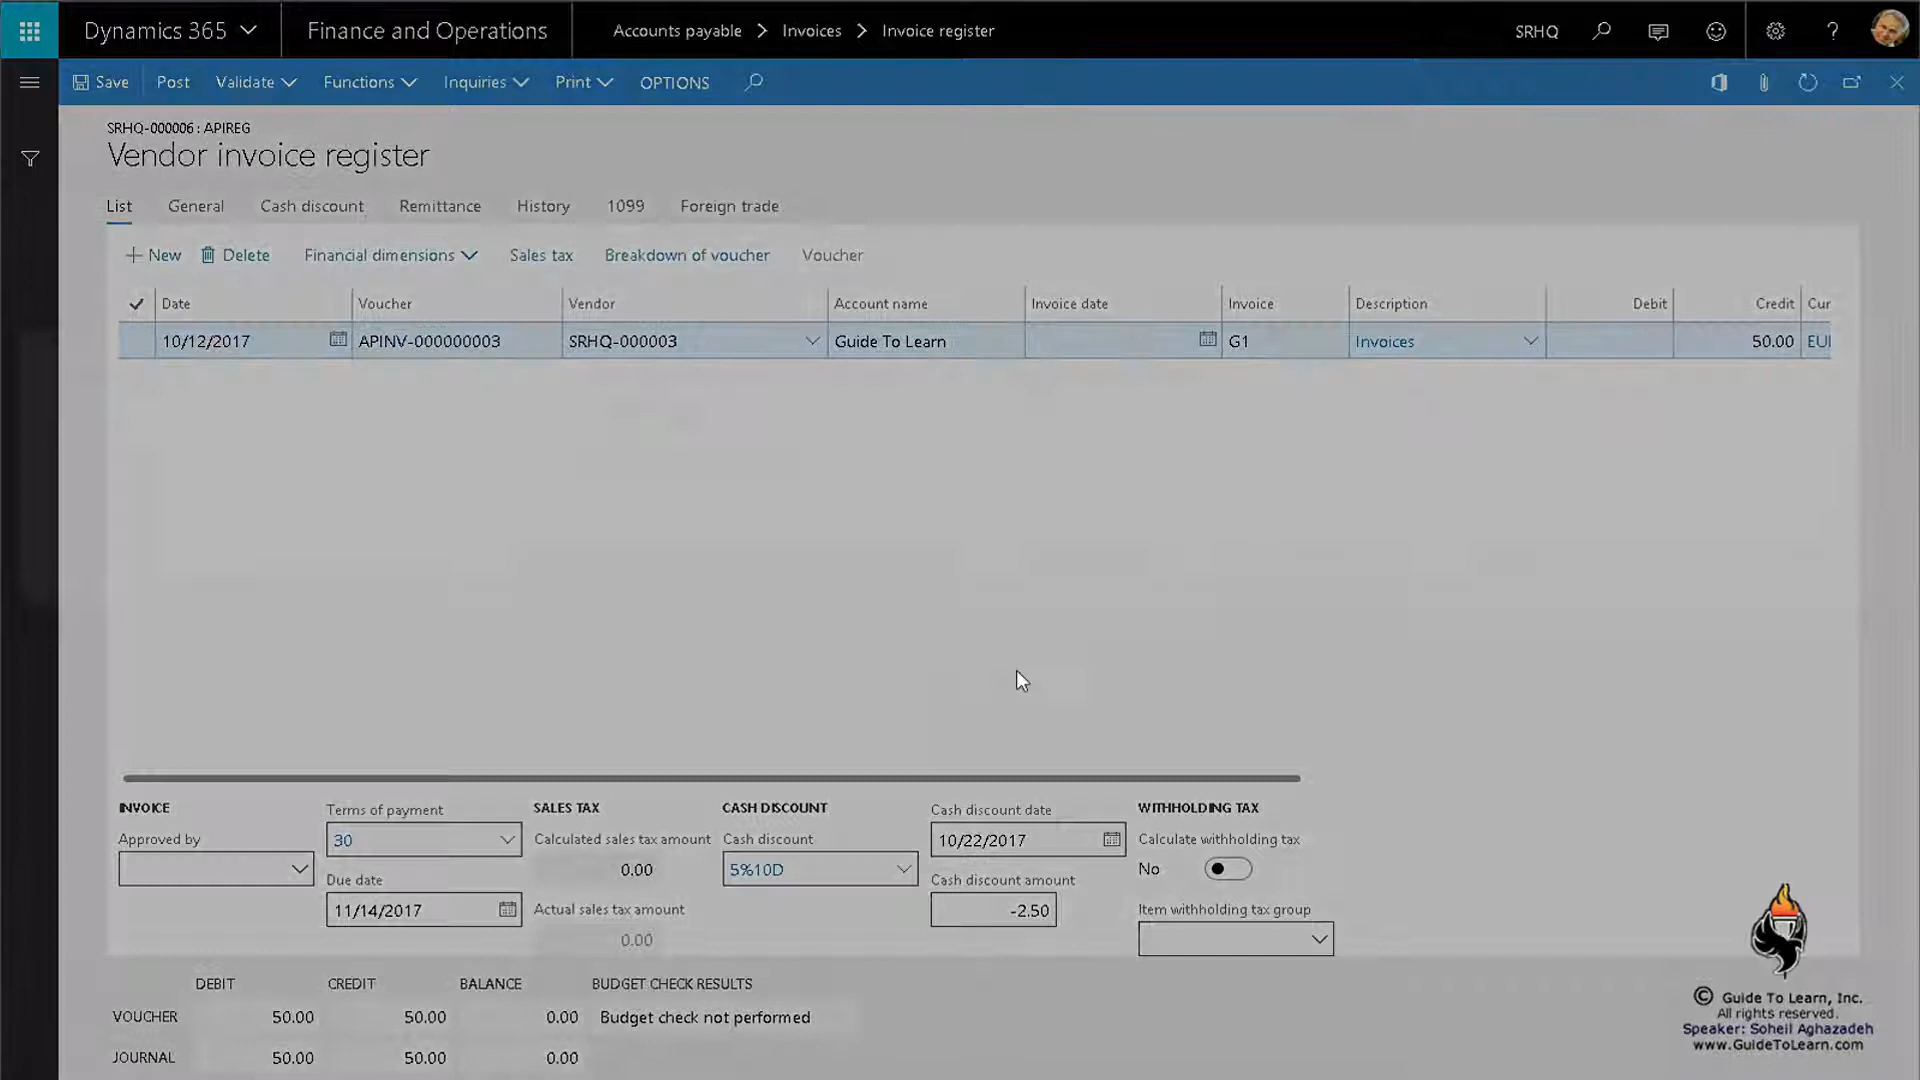 Dynamics 365 Finance and Operations Accounts payable > Invoices > Invoice register SRHQ ?
Save Post Validate Functions Inquiries Print OPTIONS
SRHQ-000006 : APIREG
Vendor invoice register
List General Cash discount Remittance History 1099 Foreign trade
+ New Delete Financial dimensions Sales tax Breakdown of voucher Voucher
Date Voucher Vendor Account name Invoice date Invoice Description Debit Credit Cur
10/12/2017 APINV-000000003 SRHQ-000003 Guide To Learn G1 Invoices 50.00 EU
INVOICE
Approved by
Terms of payment
30
Due date
11/14/2017
SALES TAX
Calculated sales tax amount
0.00
Actual sales tax amount
0.00
CASH DISCOUNT
Cash discount
5%10D
Cash discount date
10/22/2017
Cash discount amount
-2.50
WITHHOLDING TAX
Calculate withholding tax
No
Item withholding tax group
DEBIT CREDIT BALANCE BUDGET CHECK RESULTS
VOUCHER 50.00 50.00 0.00 Budget check not performed
JOURNAL 50.00 50.00 0.00
© Guide To Learn, Inc.
All rights reserved.
Speaker: Soheil Aghazadeh
www.GuideToLearn.com